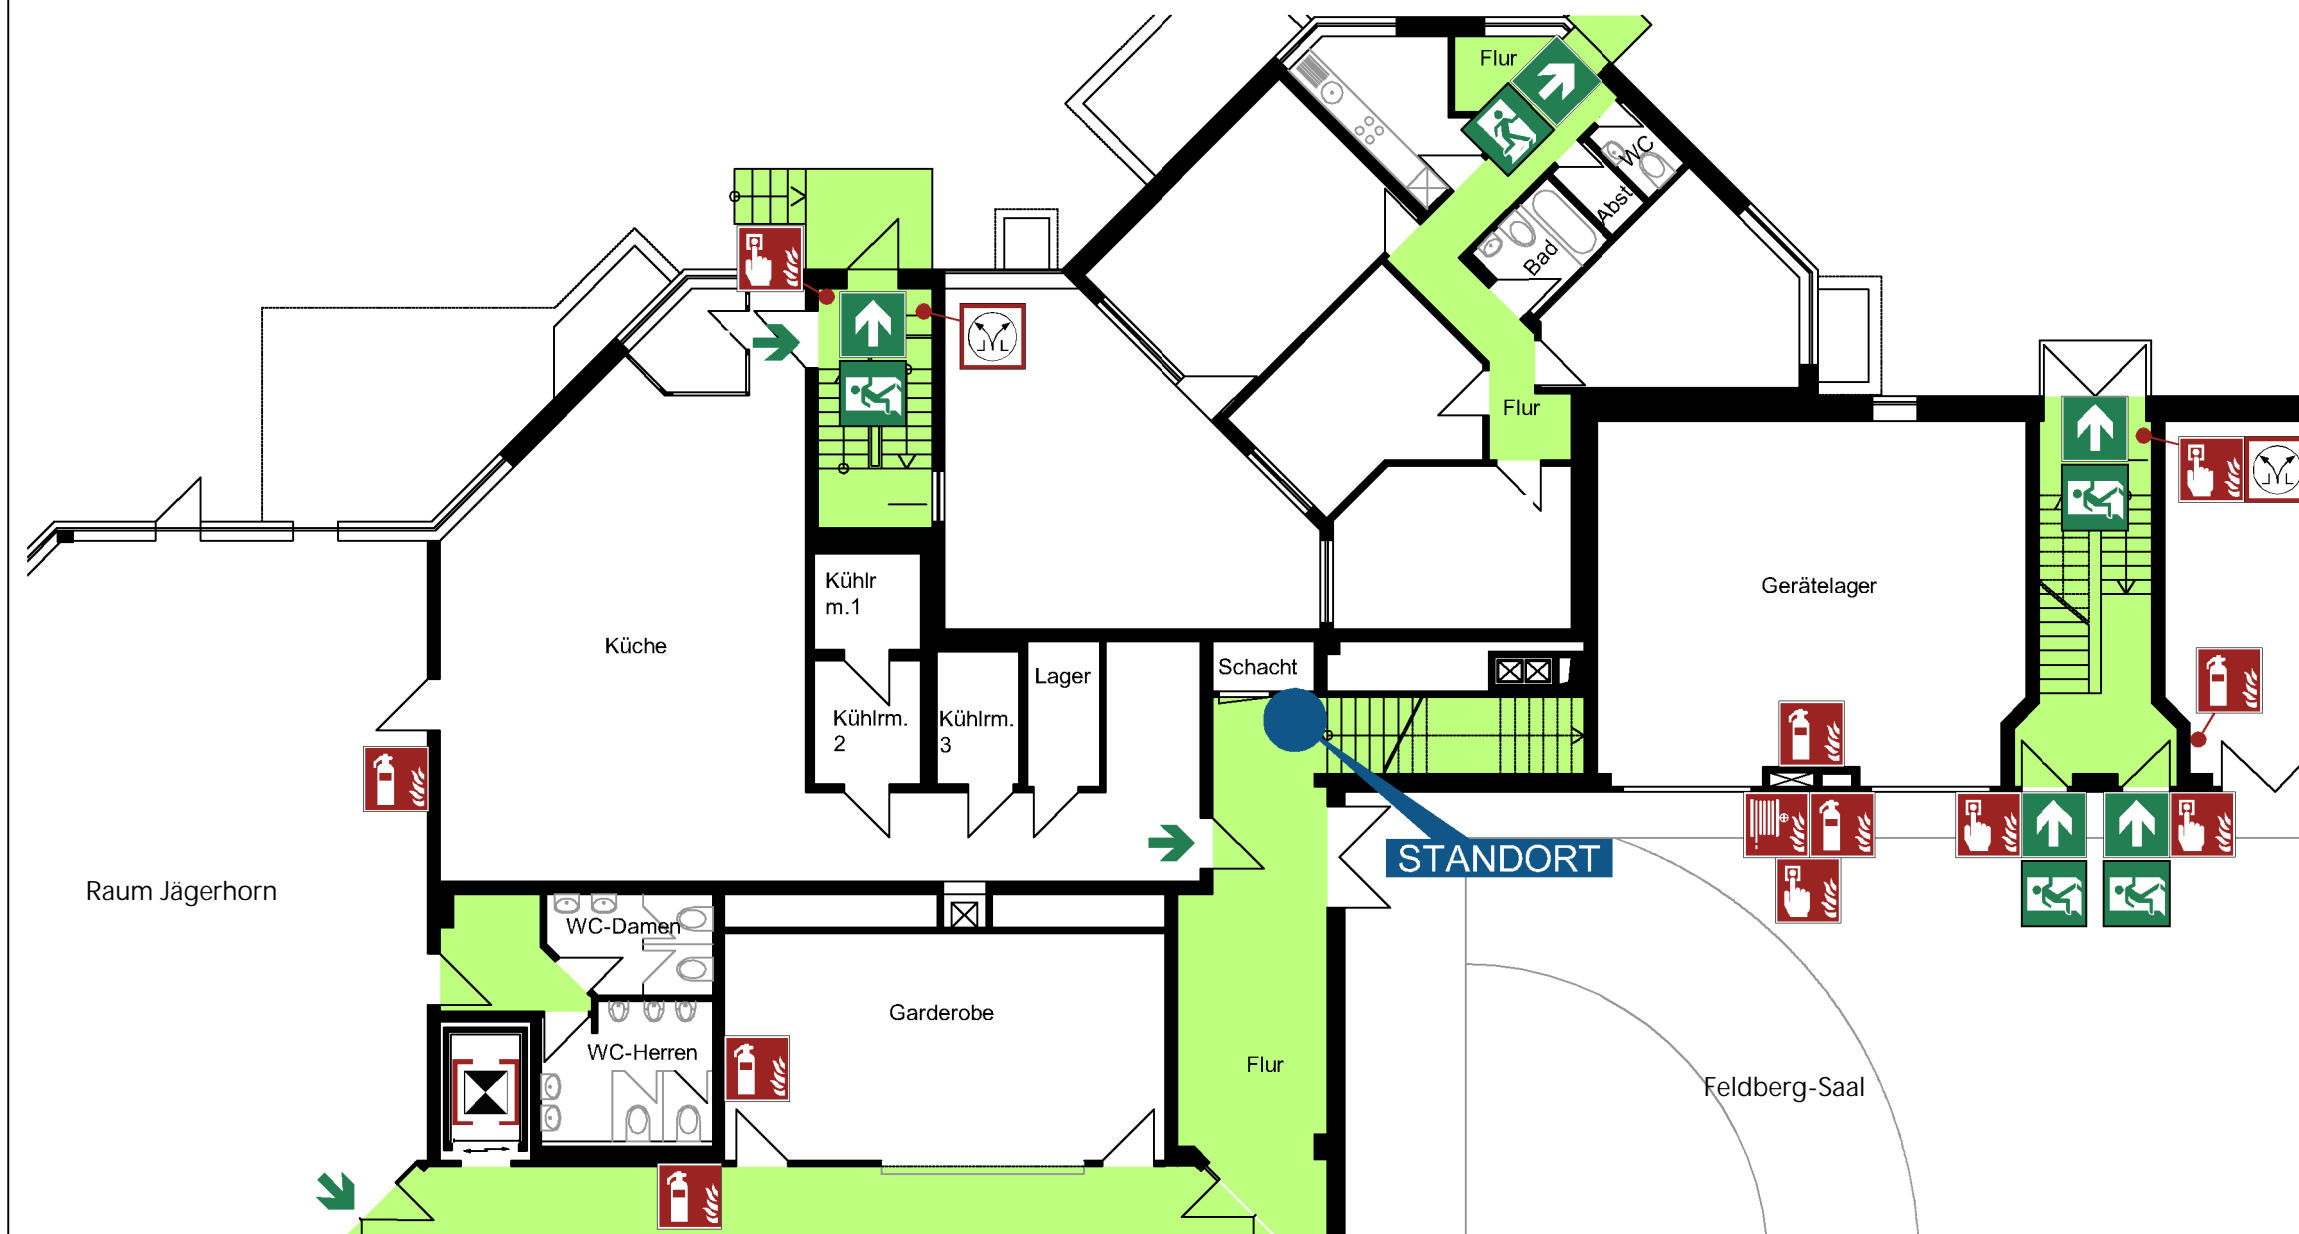 Flur
WC
Abst
Bad
Flur
Kühlr
m.1
Gerätelager
Küche
Schacht
Lager
Kühlrm.
2
Kühlrm.
3
STANDORT
Raum Jägerhorn
WC-Damen
Garderobe
WC-Herren
Flur
Feldberg-Saal